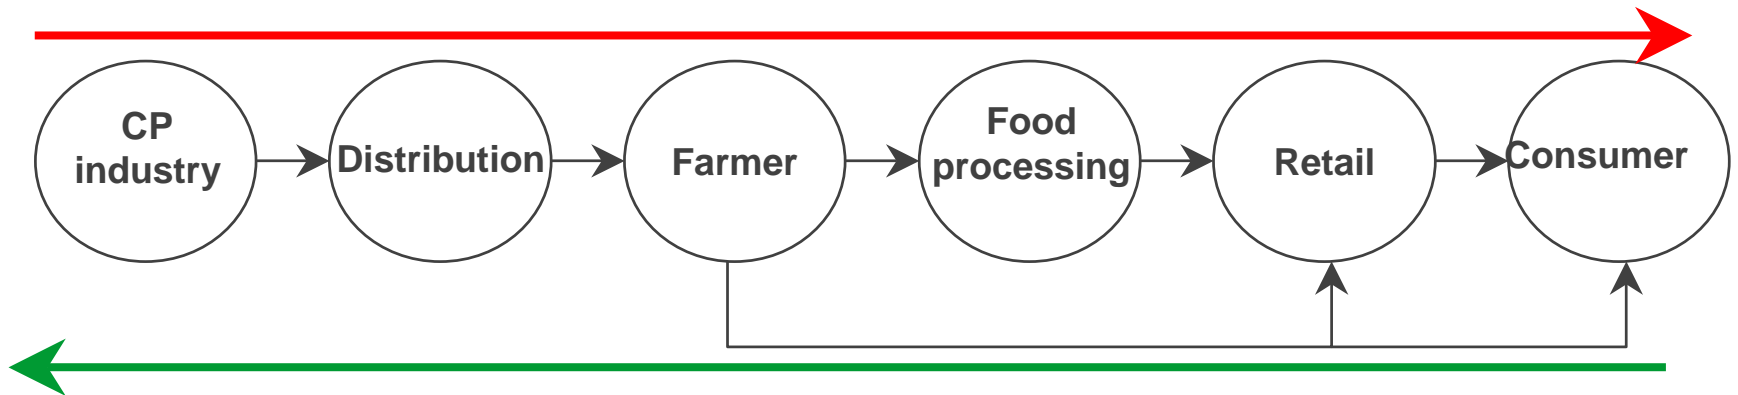 CP
industry
Distribution
Farmer
Food
processing
Retail
Consumer